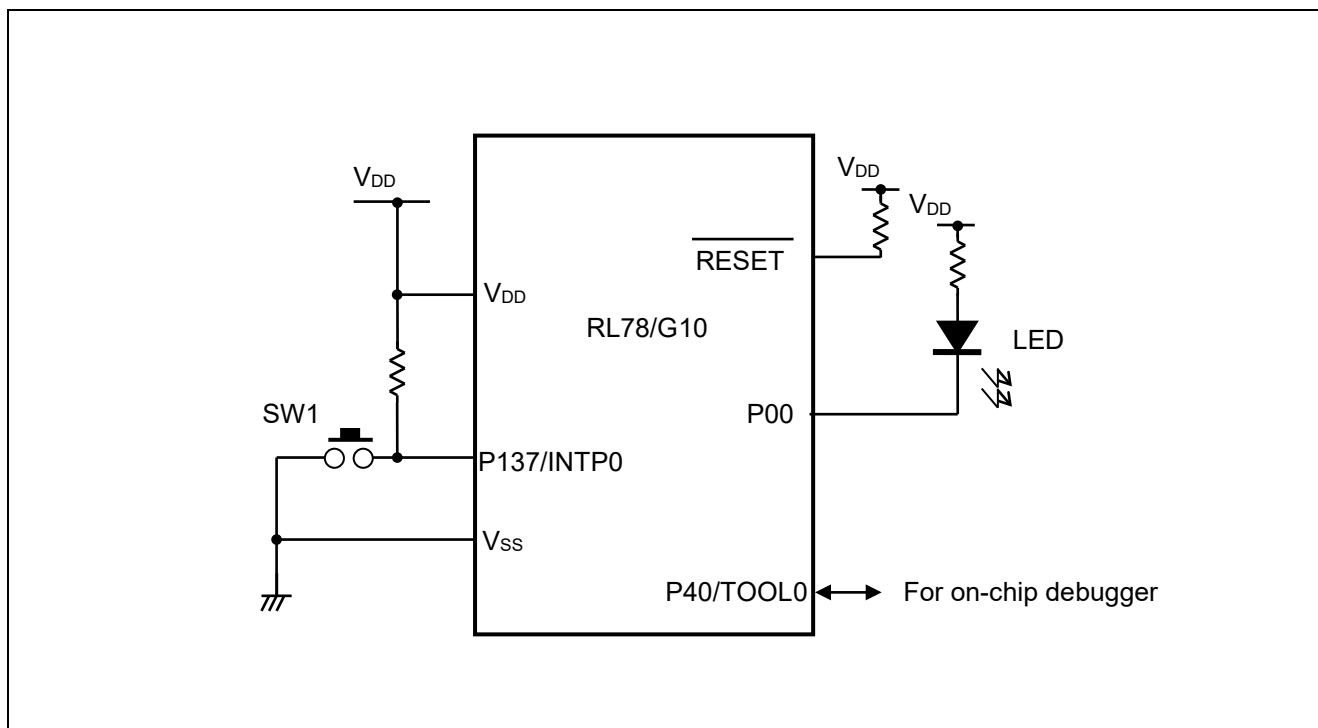 VDD
VDD
VDD
RESET
VDD
RL78/G10
LED
P00
SW1
P137/INTP0
VSS
P40/TOOL0
For on-chip debugger